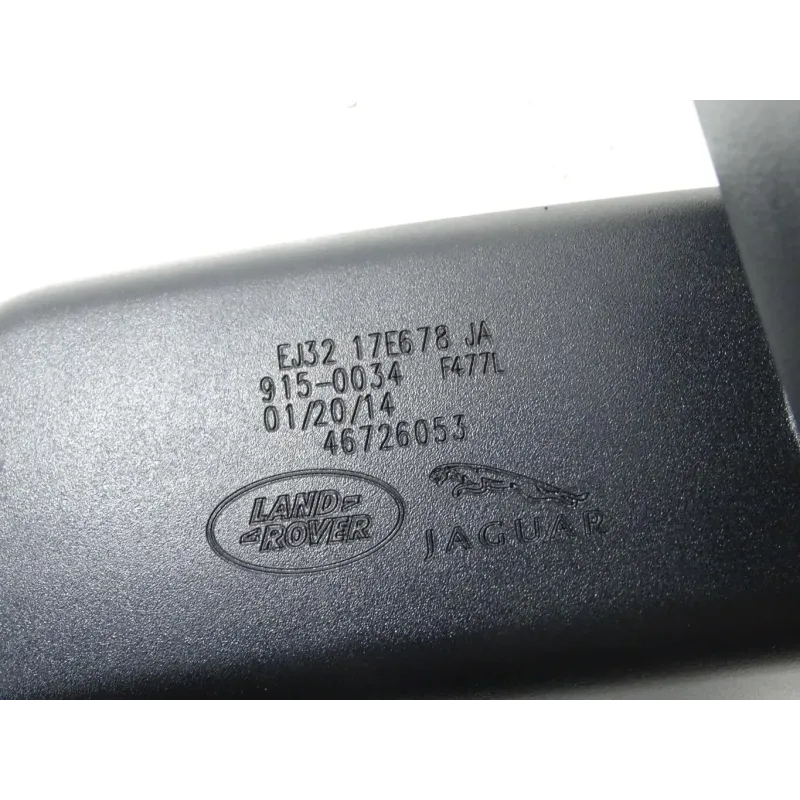 EJ32 17E678 JA
915-0034 F477L
01/20/14
46726053
LAND
ROVER
JAGUAR